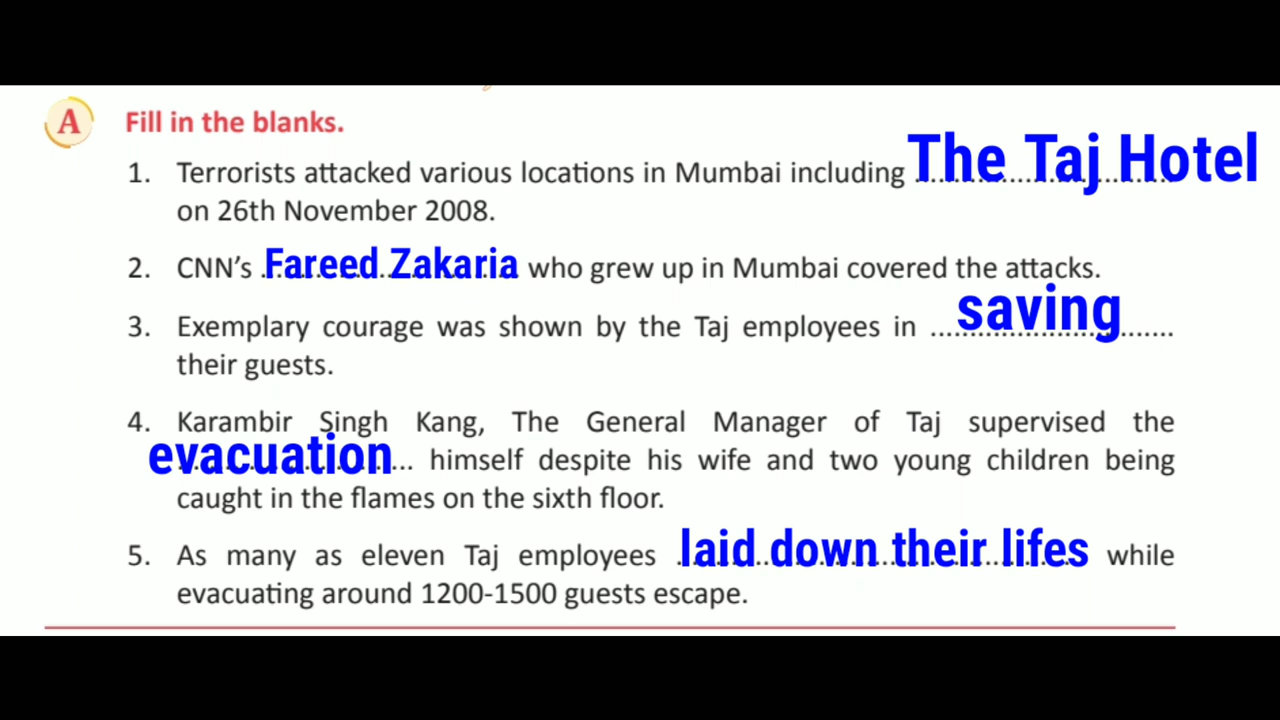 A Fill in the blanks.
1. Terrorists attacked various locations in Mumbai including The Taj Hotel
on 26th November 2008.
2. CNN's Fareed Zakaria who grew up in Mumbai covered the attacks.
3. Exemplary courage was shown by the Taj employees in ...saving.......
their guests.
4. Karambir Singh Kang, The General Manager of Taj supervised the
evacuation... himself despite his wife and two young children being
caught in the flames on the sixth floor.
5. As many as eleven Taj employees laid down their lifes while
evacuating around 1200-1500 guests escape.